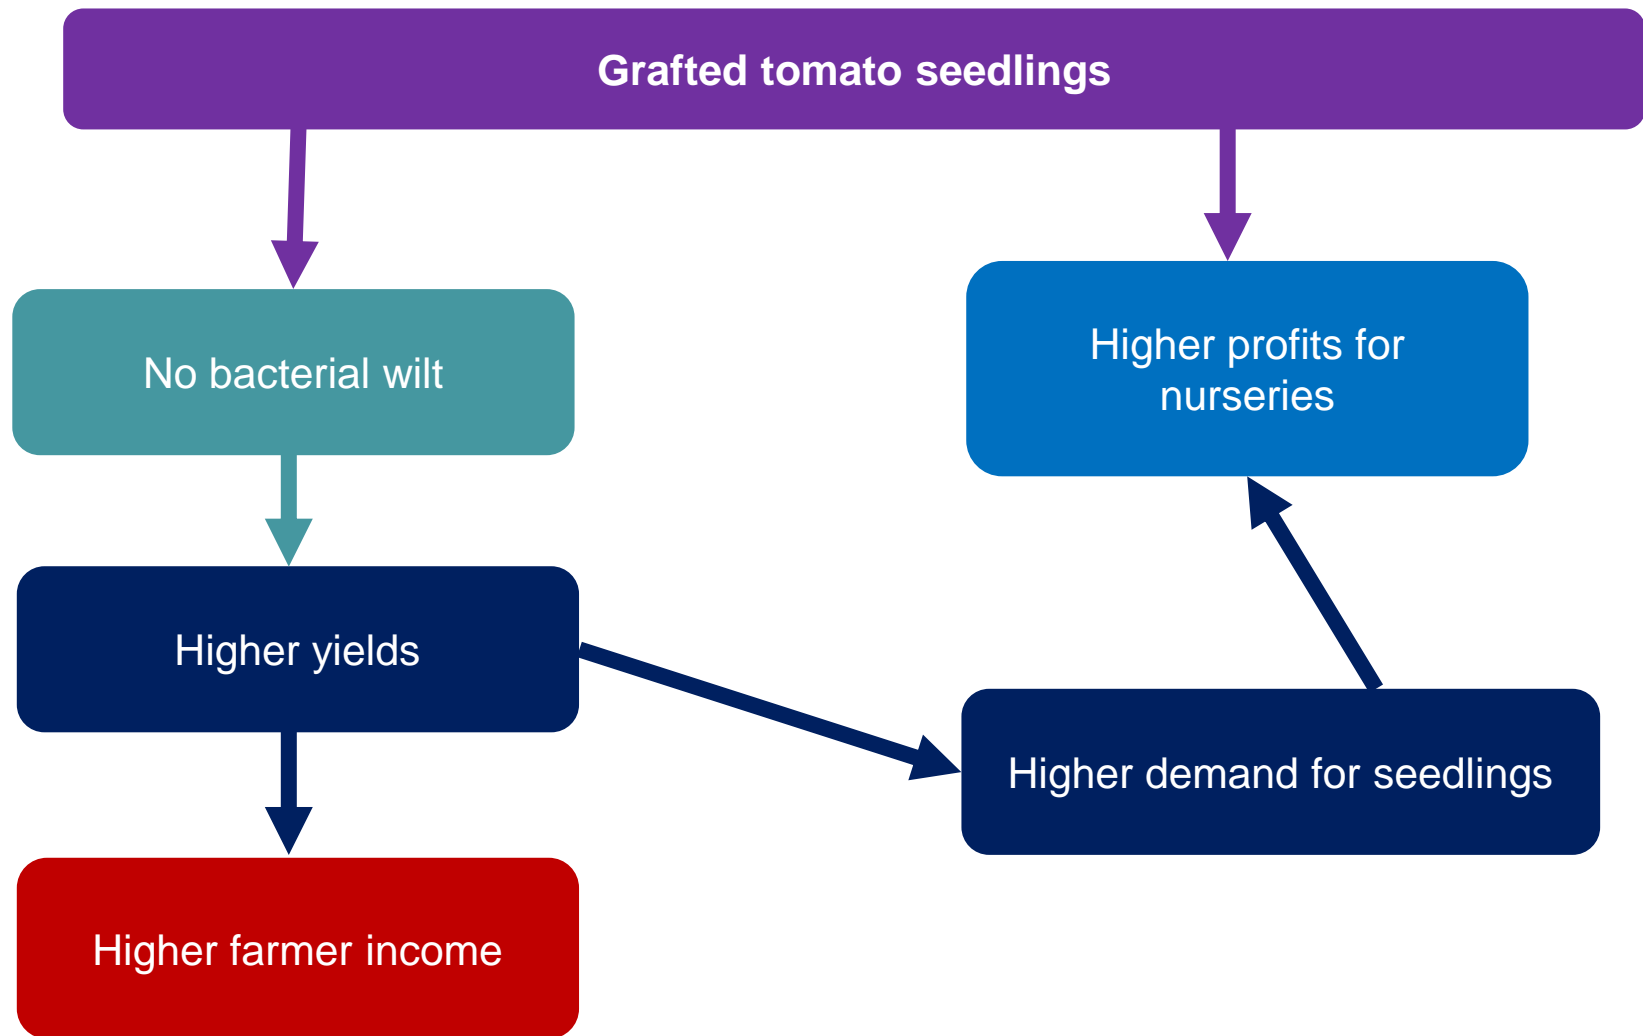 Grafted tomato seedlings
No bacterial wilt
Higher profits for
nurseries
Higher yields
Higher demand for seedlings
Higher farmer income